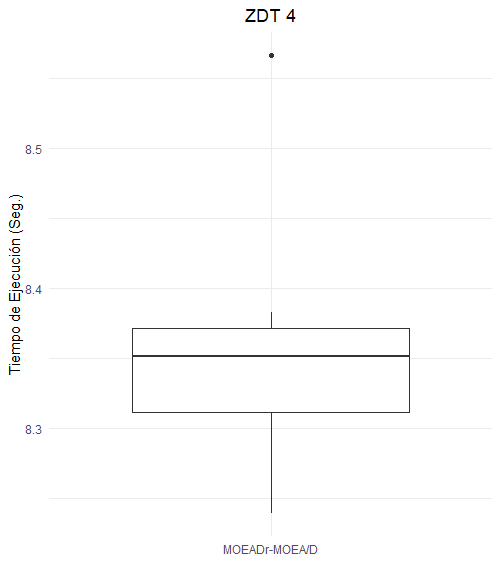 ZDT 4
Tiempo de Ejecución (Seg.)
8.5
8.4
8.3
MOEADr-MOEA/D